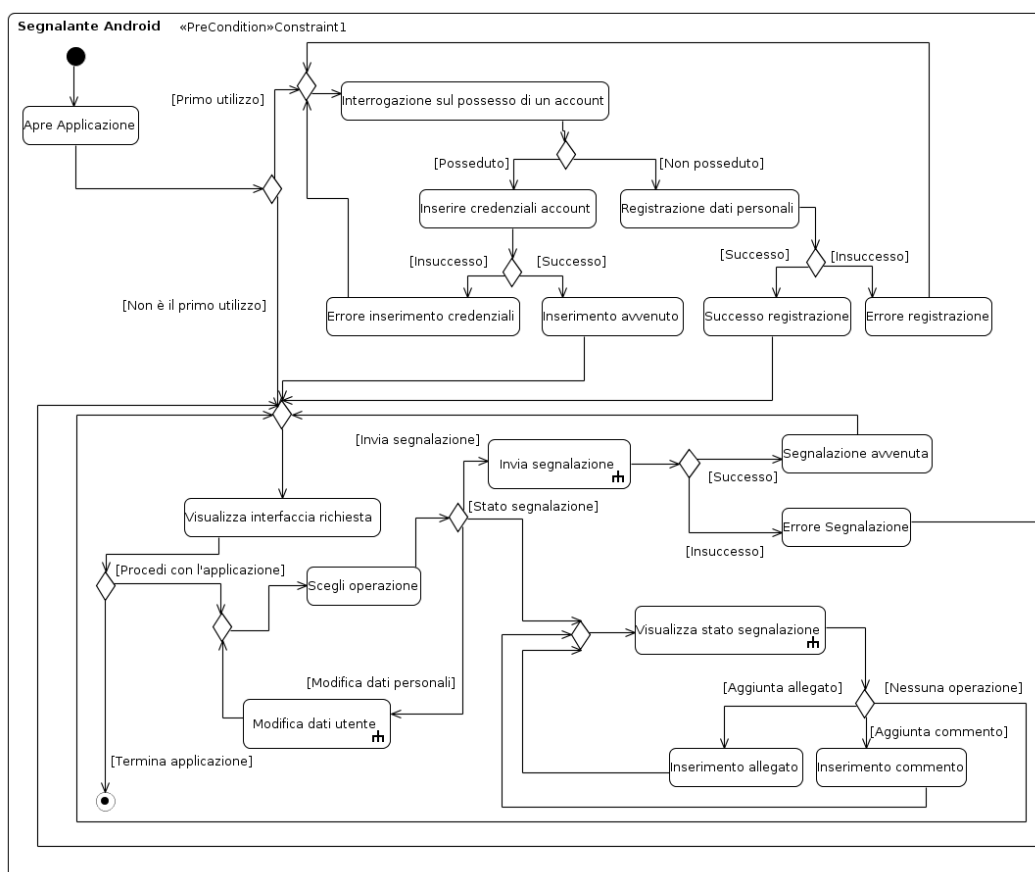 Segnalante Android «PreCondition»Constraint1
[Primo utilizzo]
Interrogazione sul possesso di un account
Apre Applicazione
[Posseduto]
[Non posseduto]
Inserire credenziali account
Registrazione dati personali
[Insuccesso]
[Successo]
[Successo]
[Insuccesso]
[Non è il primo utilizzo]
Errore inserimento credenziali
Inserimento avvenuto
Successo registrazione
Errore registrazione
[Invia segnalazione]
Invia segnalazione
Segnalazione avvenuta
[Successo]
[Stato segnalazione]
Visualizza interfaccia richiesta
Errore Segnalazione
[Insuccesso]
[Procedi con l'applicazione]
Scegli operazione
Visualizza stato segnalazione
[Modifica dati personali]
[Aggiunta allegato]
[Nessuna operazione]
Modifica dati utente
[Aggiunta commento]
[Termina applicazione]
Inserimento allegato
Inserimento commento